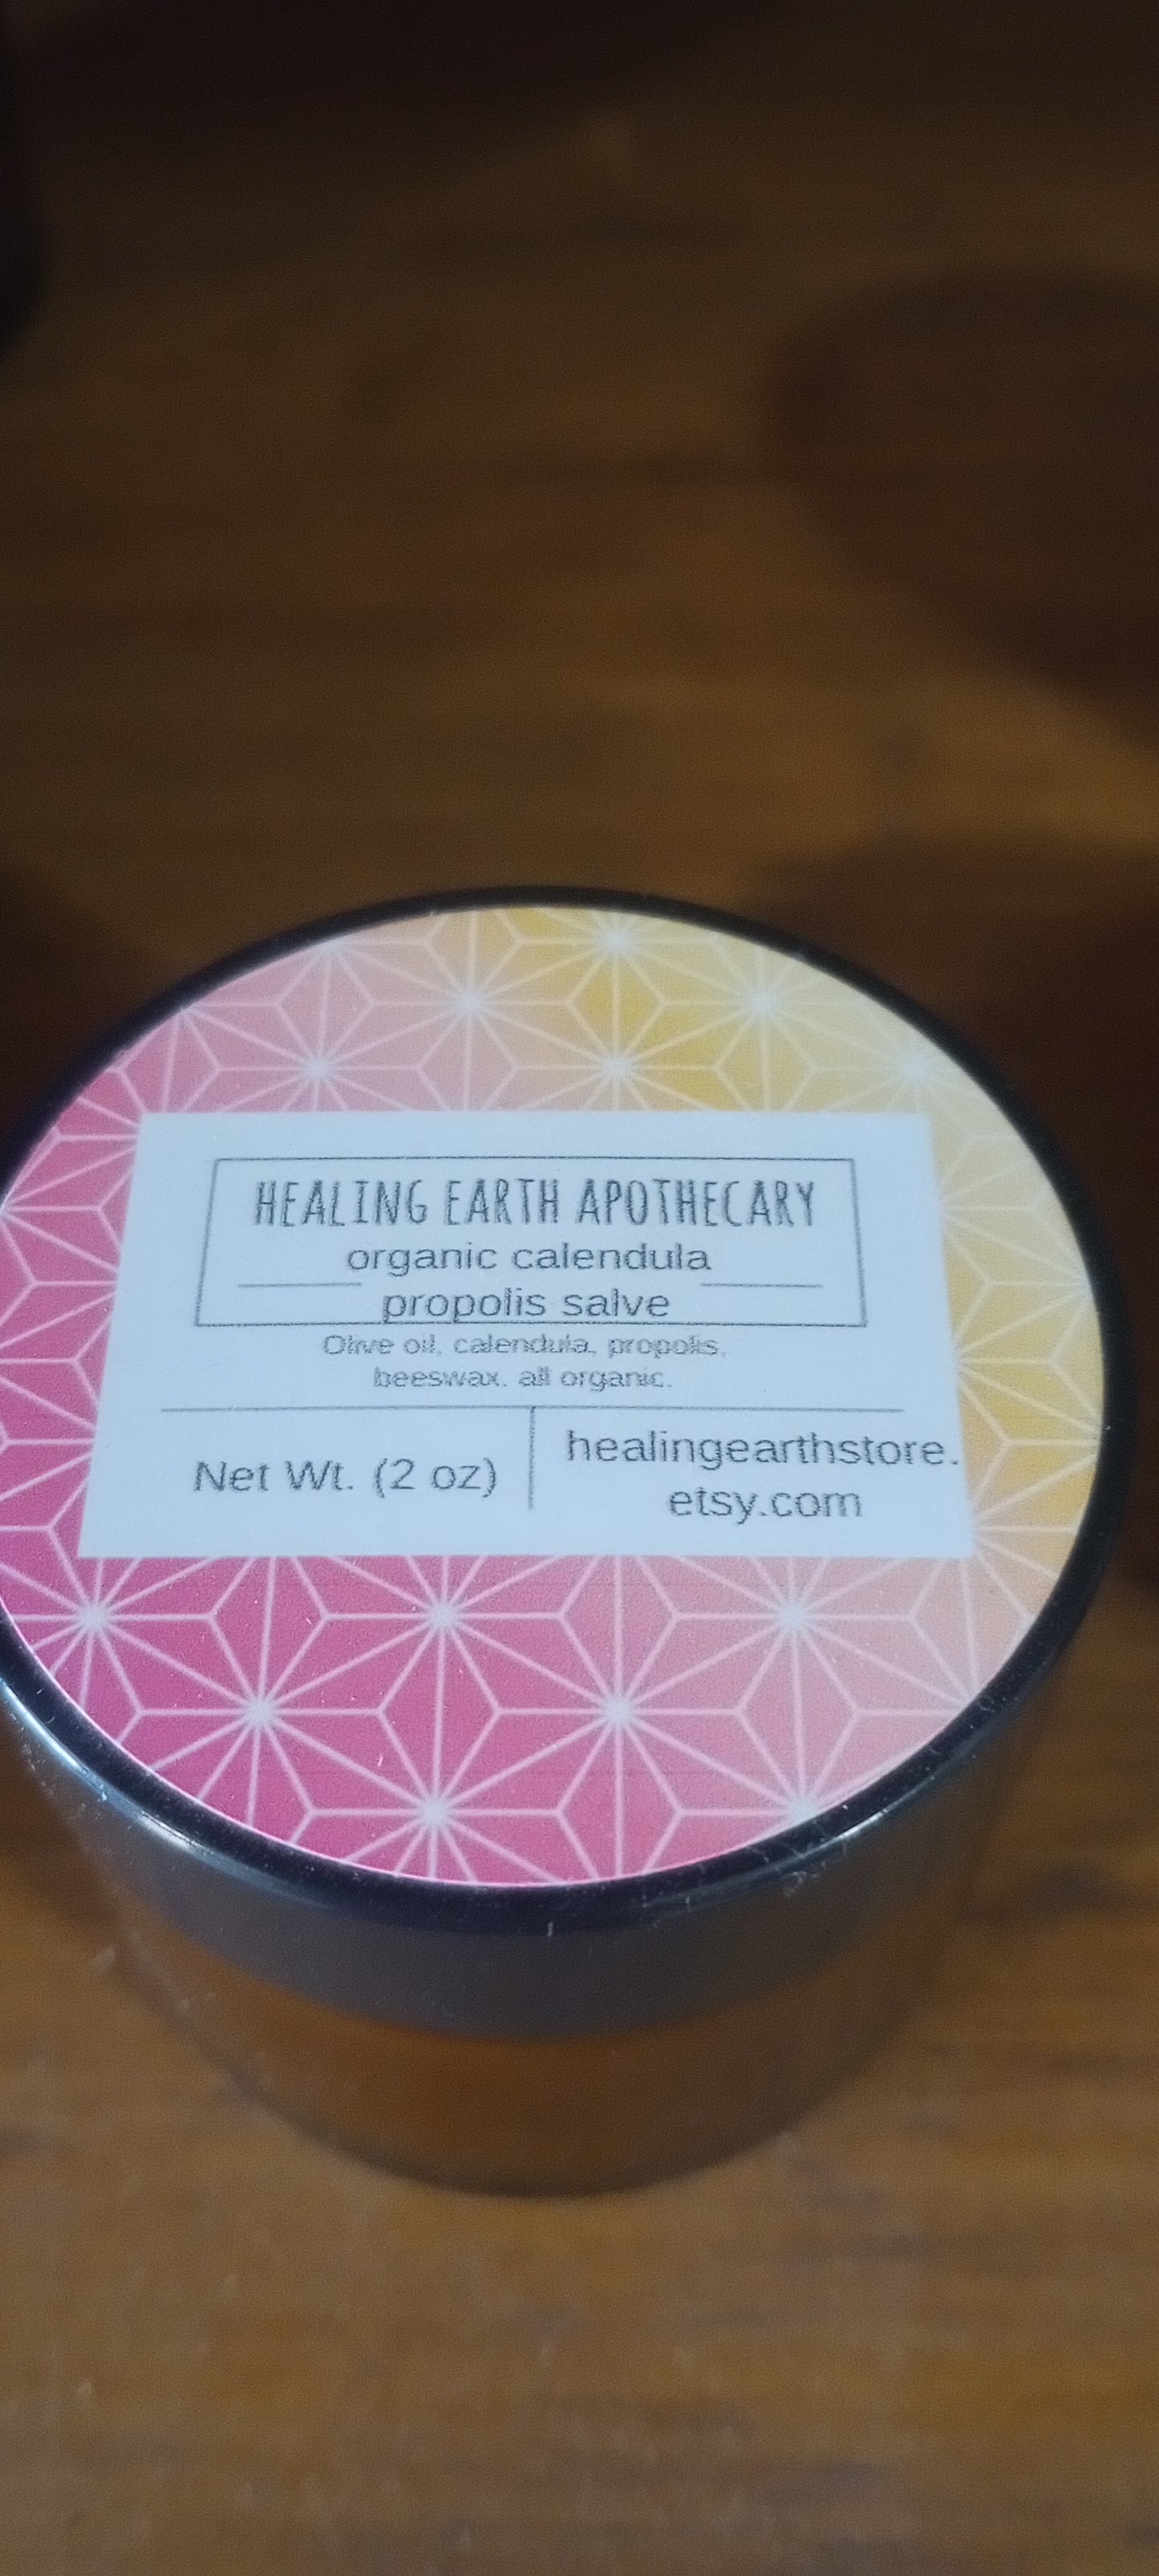 HEALING EARTH APOTHECARY
organic calendula
propolis salve
Olive oil, calendula, propolis,
beeswax. all organic.
Net Wt. (2 oz)
healingearthstore.
etsy.com